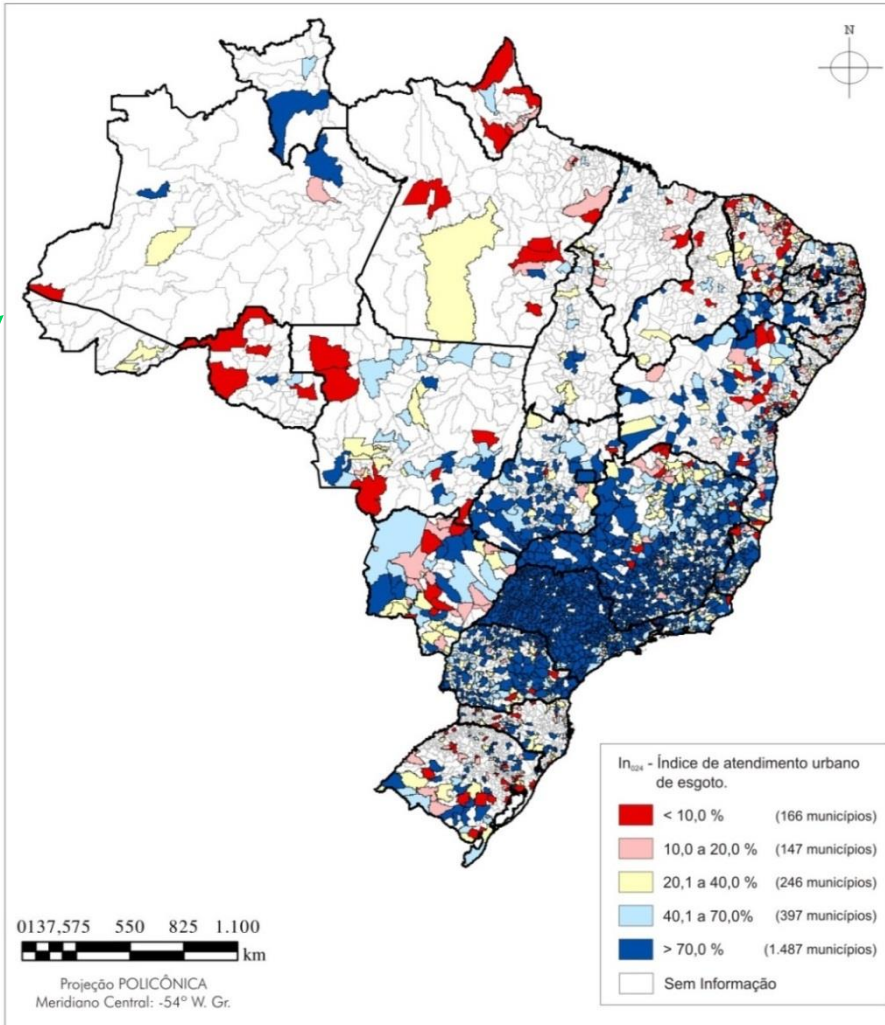 N
In024 - Índice de atendimento urbano
de esgoto.
< 10,0 % (166 municípios)
10,0 a 20,0 % (147 municípios)
20,1 a 40,0 % (246 municípios)
40,1 a 70,0% (397 municípios)
> 70,0 % (1.487 municípios)
Sem Informação
0137,575 550 825 1.100
km
Projeção POLICÔNICA
Meridiano Central: -54° W. Gr.